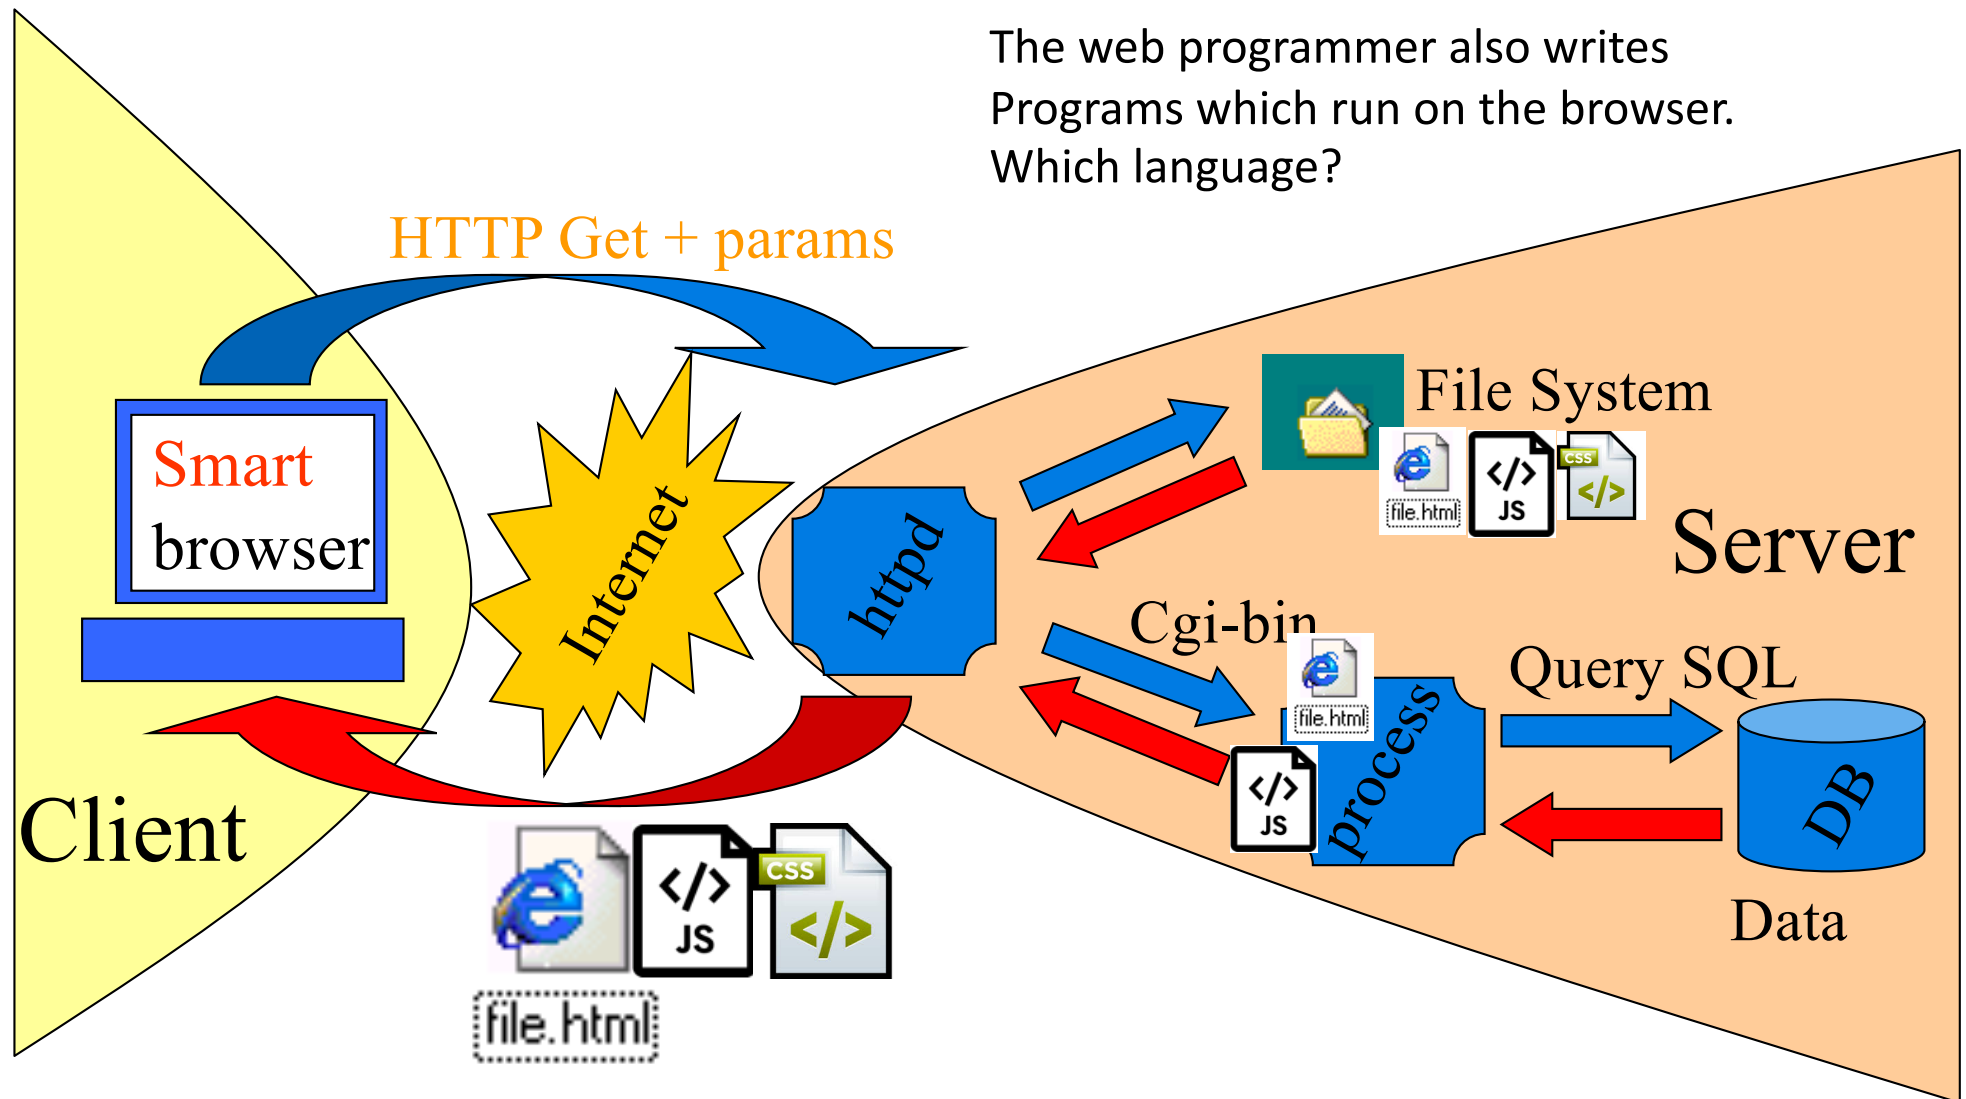 The web programmer also writes
Programs which run on the browser.
Which language?
HTTP Get + params
Smart
browser
Internet
httpd
File System
file.html
JS
CSS
</>
</>
Server
Cgi-bin
file.html
</>
JS
process
Query SQL
DB
Data
Client
</>
JS
CSS
</>
file.html